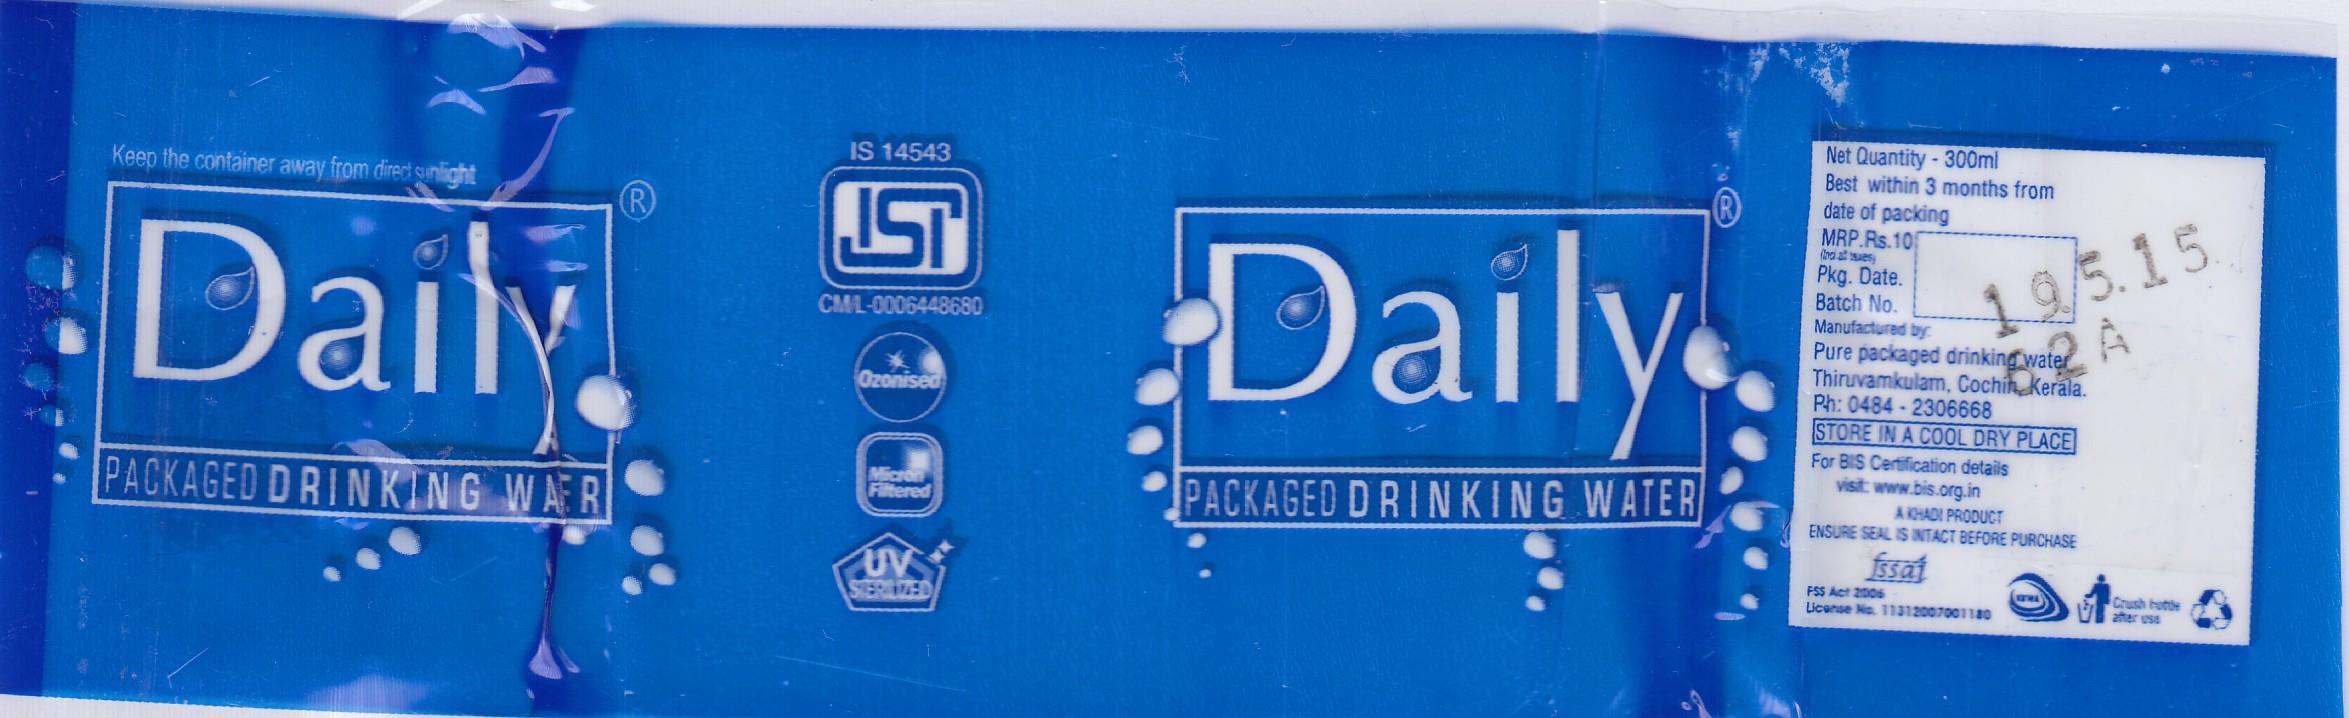 Keep the container away from direct sunlight
Daily ®
PACKAGED DRINKING WAER
IS 14543
ISI
CM/L-0006448680
Ozonised
Micron
Filtered
UV
STERILIZED
Daily ®
PACKAGED DRINKING WATER
Net Quantity - 300ml
Best within 3 months from
date of packing
MRP.Rs.10
(Incl.all taxes)
Pkg. Date.
19.5.15
Batch No.
62A
Manufactured by:
Pure packaged drinking water
Thiruvamkulam, Cochin, Kerala.
Ph: 0484 - 2306668
STORE IN A COOL DRY PLACE
For BIS Certification details
visit: www.bis.org.in
A KHADI PRODUCT
ENSURE SEAL IS INTACT BEFORE PURCHASE
fssai
FSS Act 2006
License No. 11312007001180
Crush bottle
after use